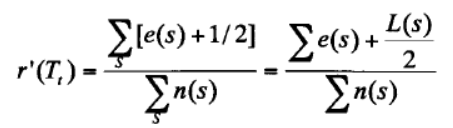 r'(T_t) = \frac{\sum_s [e(s) + 1/2]}{\sum_s n(s)} = \frac{\sum e(s) + \frac{L(s)}{2}}{\sum n(s)}